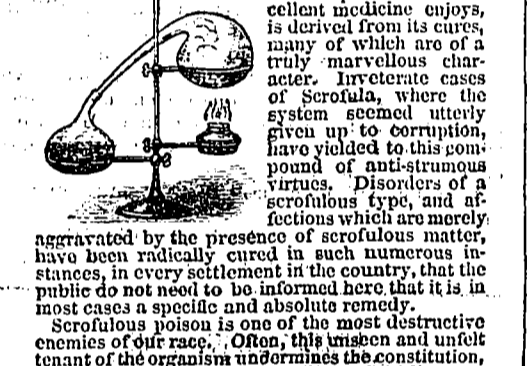 cellent medicine enjoys,
is derived from its cures,
many of which are of a
truly marvellous char-
acter. Inveterate cases
of Scrofula, where the
system seemed utterly
given up to corruption,
have yielded to this com-
pound of anti-strumous
virtues. Disorders of a
scrofulous type, and af-
fections which are merely
aggravated by the presence of scrofulous matter,
have been radically cured in such numerous in-
stances, in every settlement in the country, that the
public do not need to be informed here that it is in
most cases a specific and absolute remedy.
Scrofulous poison is one of the most destructive
enemies of our race. Often, this unseen and unfelt
tenant of the organism undermines the constitution,